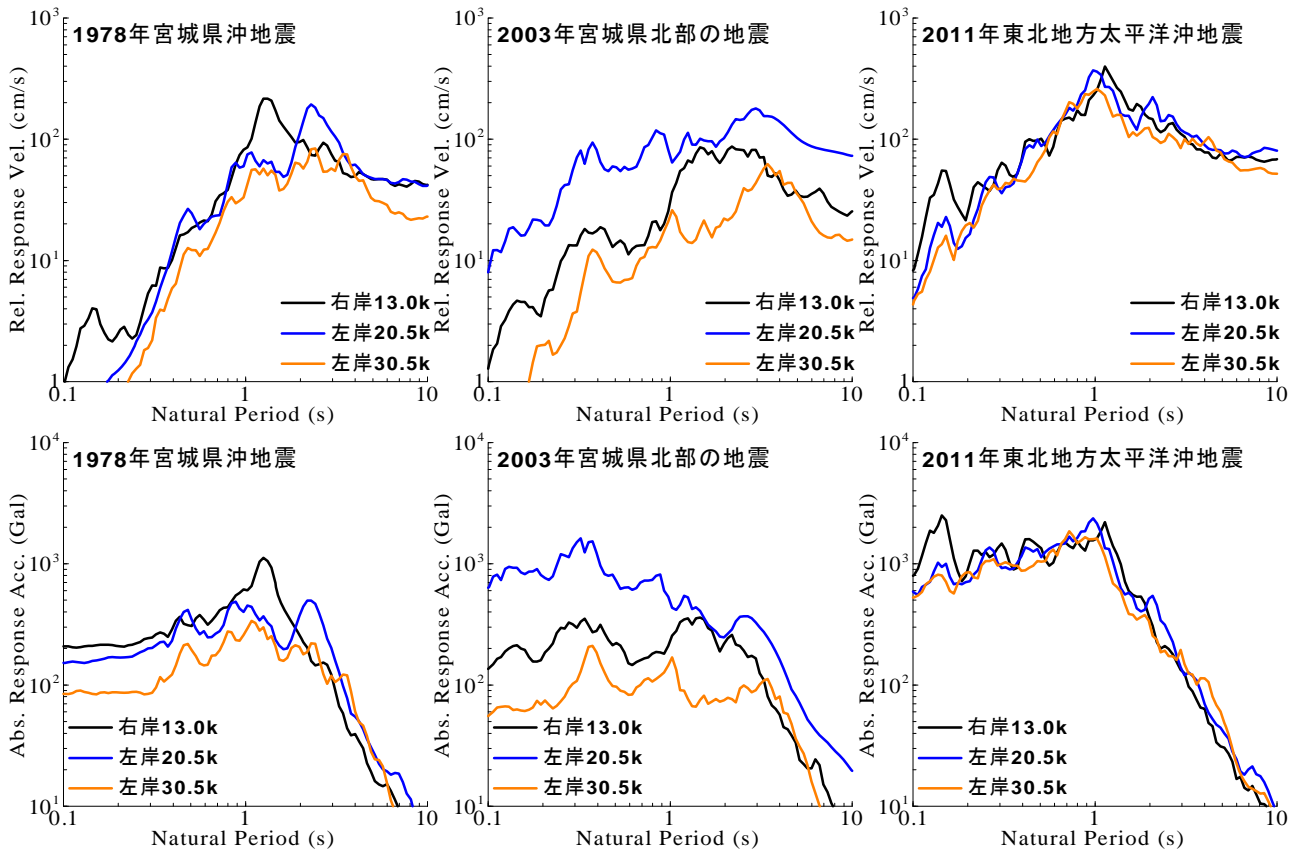 1978年宮城県沖地震
Rel. Response Vel. (cm/s)
10³
10²
10¹
1
右岸13.0k
左岸20.5k
左岸30.5k
0.1
1
10
Natural Period (s)
2003年宮城県北部の地震
Rel. Response Vel. (cm/s)
10³
10²
10¹
1
右岸13.0k
左岸20.5k
左岸30.5k
0.1
1
10
Natural Period (s)
2011年東北地方太平洋沖地震
Rel. Response Vel. (cm/s)
10³
10²
10¹
1
右岸13.0k
左岸20.5k
左岸30.5k
0.1
1
10
Natural Period (s)
1978年宮城県沖地震
Abs. Response Acc. (Gal)
10⁴
10³
10²
10¹
右岸13.0k
左岸20.5k
左岸30.5k
0.1
1
10
Natural Period (s)
2003年宮城県北部の地震
Abs. Response Acc. (Gal)
10⁴
10³
10²
10¹
右岸13.0k
左岸20.5k
左岸30.5k
0.1
1
10
Natural Period (s)
2011年東北地方太平洋沖地震
Abs. Response Acc. (Gal)
10⁴
10³
10²
10¹
右岸13.0k
左岸20.5k
左岸30.5k
0.1
1
10
Natural Period (s)